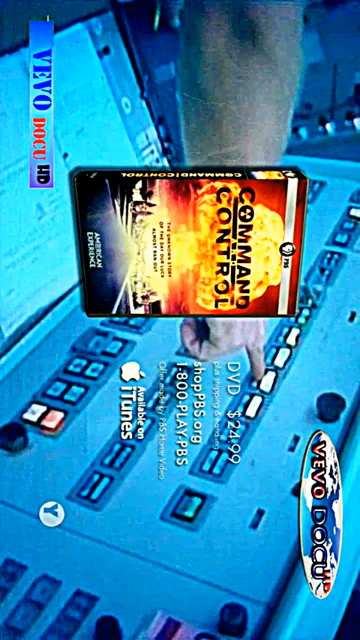 VEVO DOCU HD
COMMAND AND CONTROL
PBS
COMMAND
CONTROL
THE UNKNOWN STORY
OF THE DAY OUR LUCK
ALMOST RAN OUT
AMERICAN
EXPERIENCE
DVD $24.99
plus shipping & handling
shopPBS.org
1-800-PLAY-PBS
Offer made by PBS Home Video
Available on
iTunes
VEVO DOCU HD